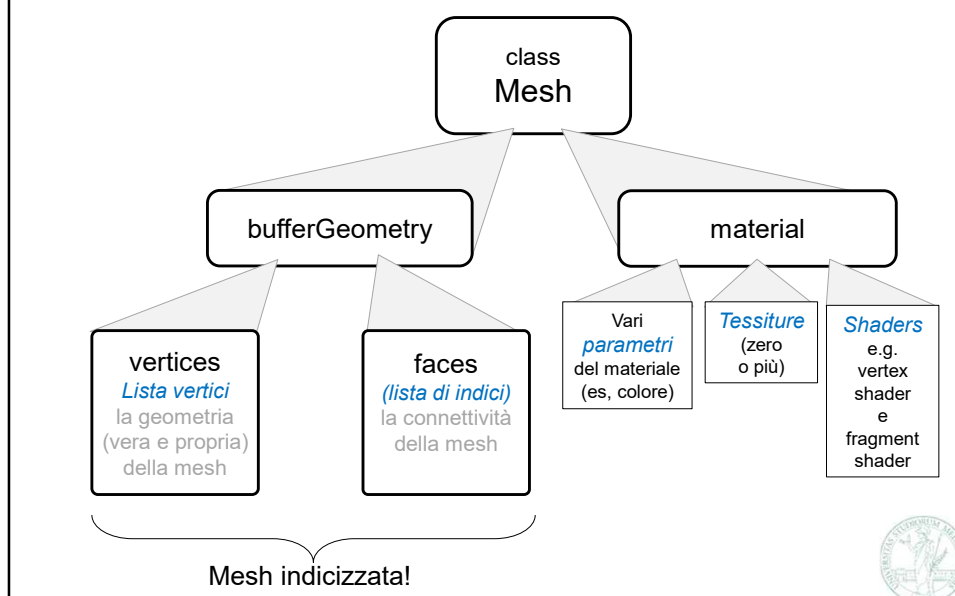 class
Mesh
bufferGeometry
material
vertices
Lista vertici
la geometria
(vera e propria)
della mesh
faces
(lista di indici)
la connettività
della mesh
Vari
parametri
del materiale
(es, colore)
Tessiture
(zero
o più)
Shaders
e.g.
vertex
shader
e
fragment
shader
Mesh indicizzata!